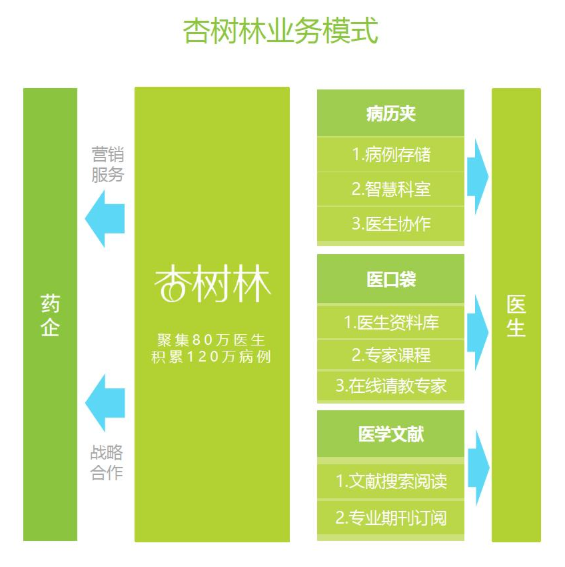 杏树林业务模式
营销
服务
药
企
战略
合作
杏树林
聚集80万医生
积累120万病例
病历夹
1.病例存储
2.智慧科室
3.医生协作
医口袋
1.医生资料库
2.专家课程
3.在线请教专家
医学文献
1.文献搜索阅读
2.专业期刊订阅
医
生